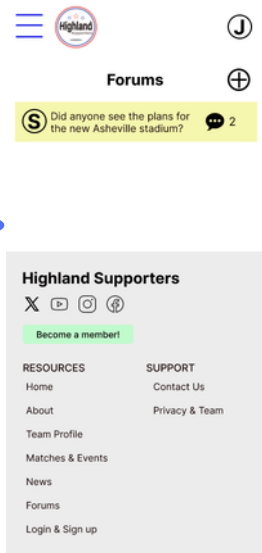 Highland
J
Forums
S
Did anyone see the plans for
the new Asheville stadium?
2
Highland Supporters
Become a member!
RESOURCES
SUPPORT
Home
Contact Us
About
Privacy & Team
Team Profile
Matches & Events
News
Forums
Login & Sign up